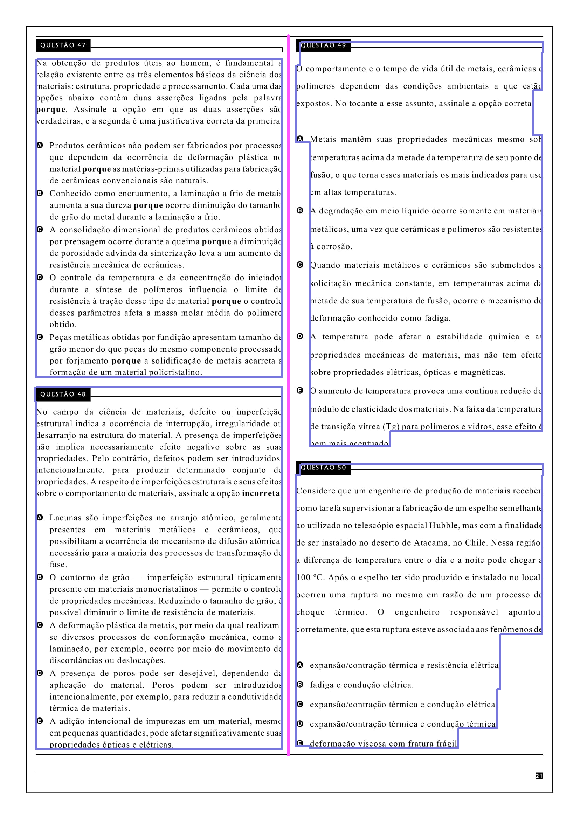 QUESTÃO 47
Na obtenção de produtos úteis ao homem, é fundamental a
relação existente entre os três elementos básicos da ciência dos
materiais: estrutura, propriedade e processamento. Cada uma das
opções abaixo contém duas asserções ligadas pela palavra
porque. Assinale a opção em que as duas asserções são
verdadeiras, e a segunda é uma justificativa correta da primeira.
A Produtos cerâmicos não podem ser fabricados por processos
que dependem da ocorrência de deformação plástica no
material porque as matérias-primas utilizadas para fabricação
de cerâmicas convencionais são naturais.
B Conhecido como encruamento, a laminação a frio de metais
aumenta a sua dureza porque ocorre diminuição do tamanho
de grão do metal durante a laminação a frio.
C A consolidação dimensional de produtos cerâmicos obtidos
por prensagem ocorre durante a queima porque a diminuição
de porosidade advinda da sinterização leva a um aumento da
resistência mecânica de cerâmicas.
D O controle da temperatura e da concentração do iniciador
durante a síntese de polímeros influencia o limite de
resistência à tração desse tipo de material porque o controle
desses parâmetros afeta a massa molar média do polímero
obtido.
E Peças metálicas obtidas por fundição apresentam tamanho de
grão menor do que peças do mesmo componente processado
por forjamento porque a solidificação de metais acarreta a
formação de um material policristalino.
QUESTÃO 48
No campo da ciência de materiais, defeito ou imperfeição
estrutural indica a ocorrência de interrupção, irregularidade ou
desarranjo na estrutura do material. A presença de imperfeições
não implica necessariamente efeito negativo sobre as suas
propriedades. Pelo contrário, defeitos podem ser introduzidos,
intencionalmente, para produzir determinado conjunto de
propriedades. A respeito de imperfeições estruturais e seus efeitos
sobre o comportamento de materiais, assinale a opção incorreta.
A Lacunas são imperfeições no arranjo atômico, geralmente
presentes em materiais metálicos e cerâmicos, que
possibilitam a ocorrência do mecanismo de difusão atômica,
necessário para a maioria dos processos de transformação de
fase.
B O contorno de grão — imperfeição estrutural tipicamente
presente em materiais monocristalinos — permite o controle
de propriedades mecânicas. Reduzindo o tamanho de grão, é
possível diminuir o limite de resistência de materiais.
C A deformação plástica de metais, por meio da qual realizam-
se diversos processos de conformação mecânica, como a
laminação, por exemplo, ocorre por meio do movimento de
discordâncias ou deslocações.
D A presença de poros pode ser desejável, dependendo da
aplicação do material. Poros podem ser introduzidos
intencionalmente, por exemplo, para reduzir a condutividade
térmica de materiais.
E A adição intencional de impurezas em um material, mesmo
em pequenas quantidades, pode afetar significativamente suas
propriedades ópticas e elétricas.
QUESTÃO 49
O comportamento e o tempo de vida útil de metais, cerâmicas e
polímeros dependem das condições ambientais a que estão
expostos. No tocante a esse assunto, assinale a opção correta.
A Metais mantêm suas propriedades mecânicas mesmo sob
temperaturas acima da metade da temperatura de seu ponto de
fusão, o que torna esses materiais os mais indicados para uso
em altas temperaturas.
B A degradação em meio líquido ocorre somente em materiais
metálicos, uma vez que cerâmicas e polímeros são resistentes
à corrosão.
C Quando materiais metálicos e cerâmicos são submetidos a
solicitação mecânica constante, em temperaturas acima da
metade de sua temperatura de fusão, ocorre o mecanismo de
deformação conhecido como fadiga.
D A temperatura pode afetar a estabilidade química e as
propriedades mecânicas de materiais, mas não tem efeito
sobre propriedades elétricas, ópticas e magnéticas.
E O aumento de temperatura provoca uma contínua redução do
módulo de elasticidade dos materiais. Na faixa da temperatura
de transição vítrea (Tg) para polímeros e vidros, esse efeito é
bem mais acentuado.
QUESTÃO 50
Considere que um engenheiro de produção de materiais recebeu
como tarefa supervisionar a fabricação de um espelho semelhante
ao utilizado no telescópio espacial Hubble, mas com a finalidade
de ser instalado no deserto de Atacama, no Chile. Nessa região,
a diferença de temperatura entre o dia e a noite pode chegar a
100 °C. Após o espelho ter sido produzido e instalado no local,
ocorreu uma ruptura no mesmo em razão de um processo de
choque térmico. O engenheiro responsável apontou,
corretamente, que esta ruptura esteve associada aos fenômenos de
A expansão/contração térmica e resistência elétrica.
B fadiga e condução elétrica.
C expansão/contração térmica e condução elétrica.
D expansão/contração térmica e condução térmica.
E deformação viscosa com fratura frágil.